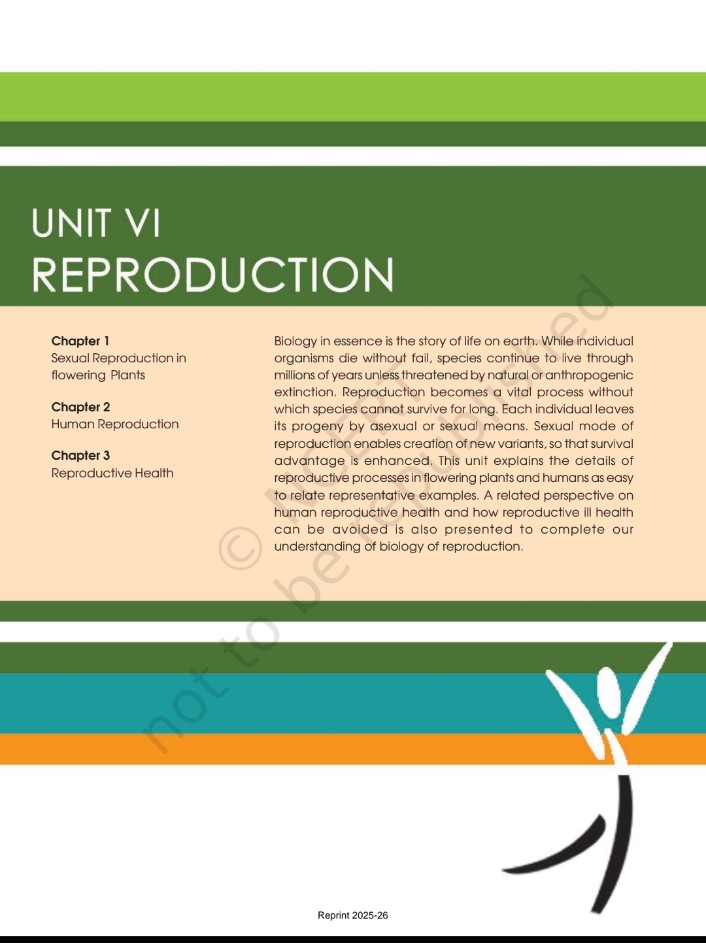 UNIT VI
REPRODUCTION
Chapter 1
Sexual Reproduction in
flowering Plants
Chapter 2
Human Reproduction
Chapter 3
Reproductive Health
Biology in essence is the story of life on earth. While individual
organisms die without fail, species continue to live through
millions of years unless threatened by natural or anthropogenic
extinction. Reproduction becomes a vital process without
which species cannot survive for long. Each individual leaves
its progeny by asexual or sexual means. Sexual mode of
reproduction enables creation of new variants, so that survival
advantage is enhanced. This unit explains the details of
reproductive processes in flowering plants and humans as easy
to relate representative examples. A related perspective on
human reproductive health and how reproductive ill health
can be avoided is also presented to complete our
understanding of biology of reproduction.
© NCERT
not to be republished
Reprint 2025-26